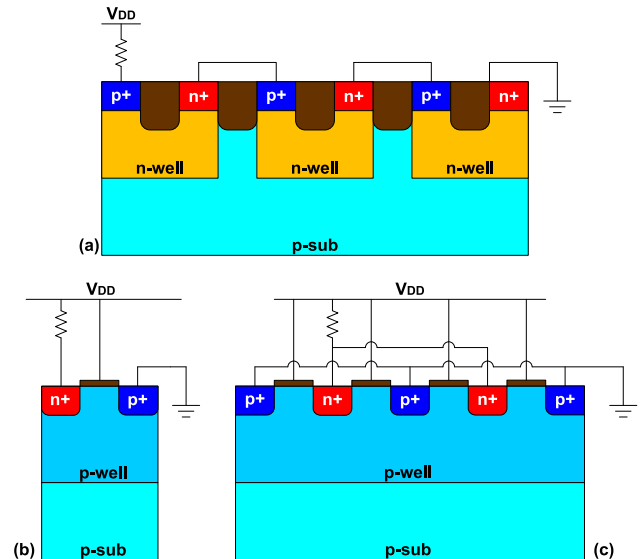 VDD
p+ n+ p+ n+ p+ n+
n-well n-well n-well
(a) p-sub
VDD VDD
n+ p+ p+ n+ p+ n+ p+
p-well p-well
(b) p-sub p-sub (c)